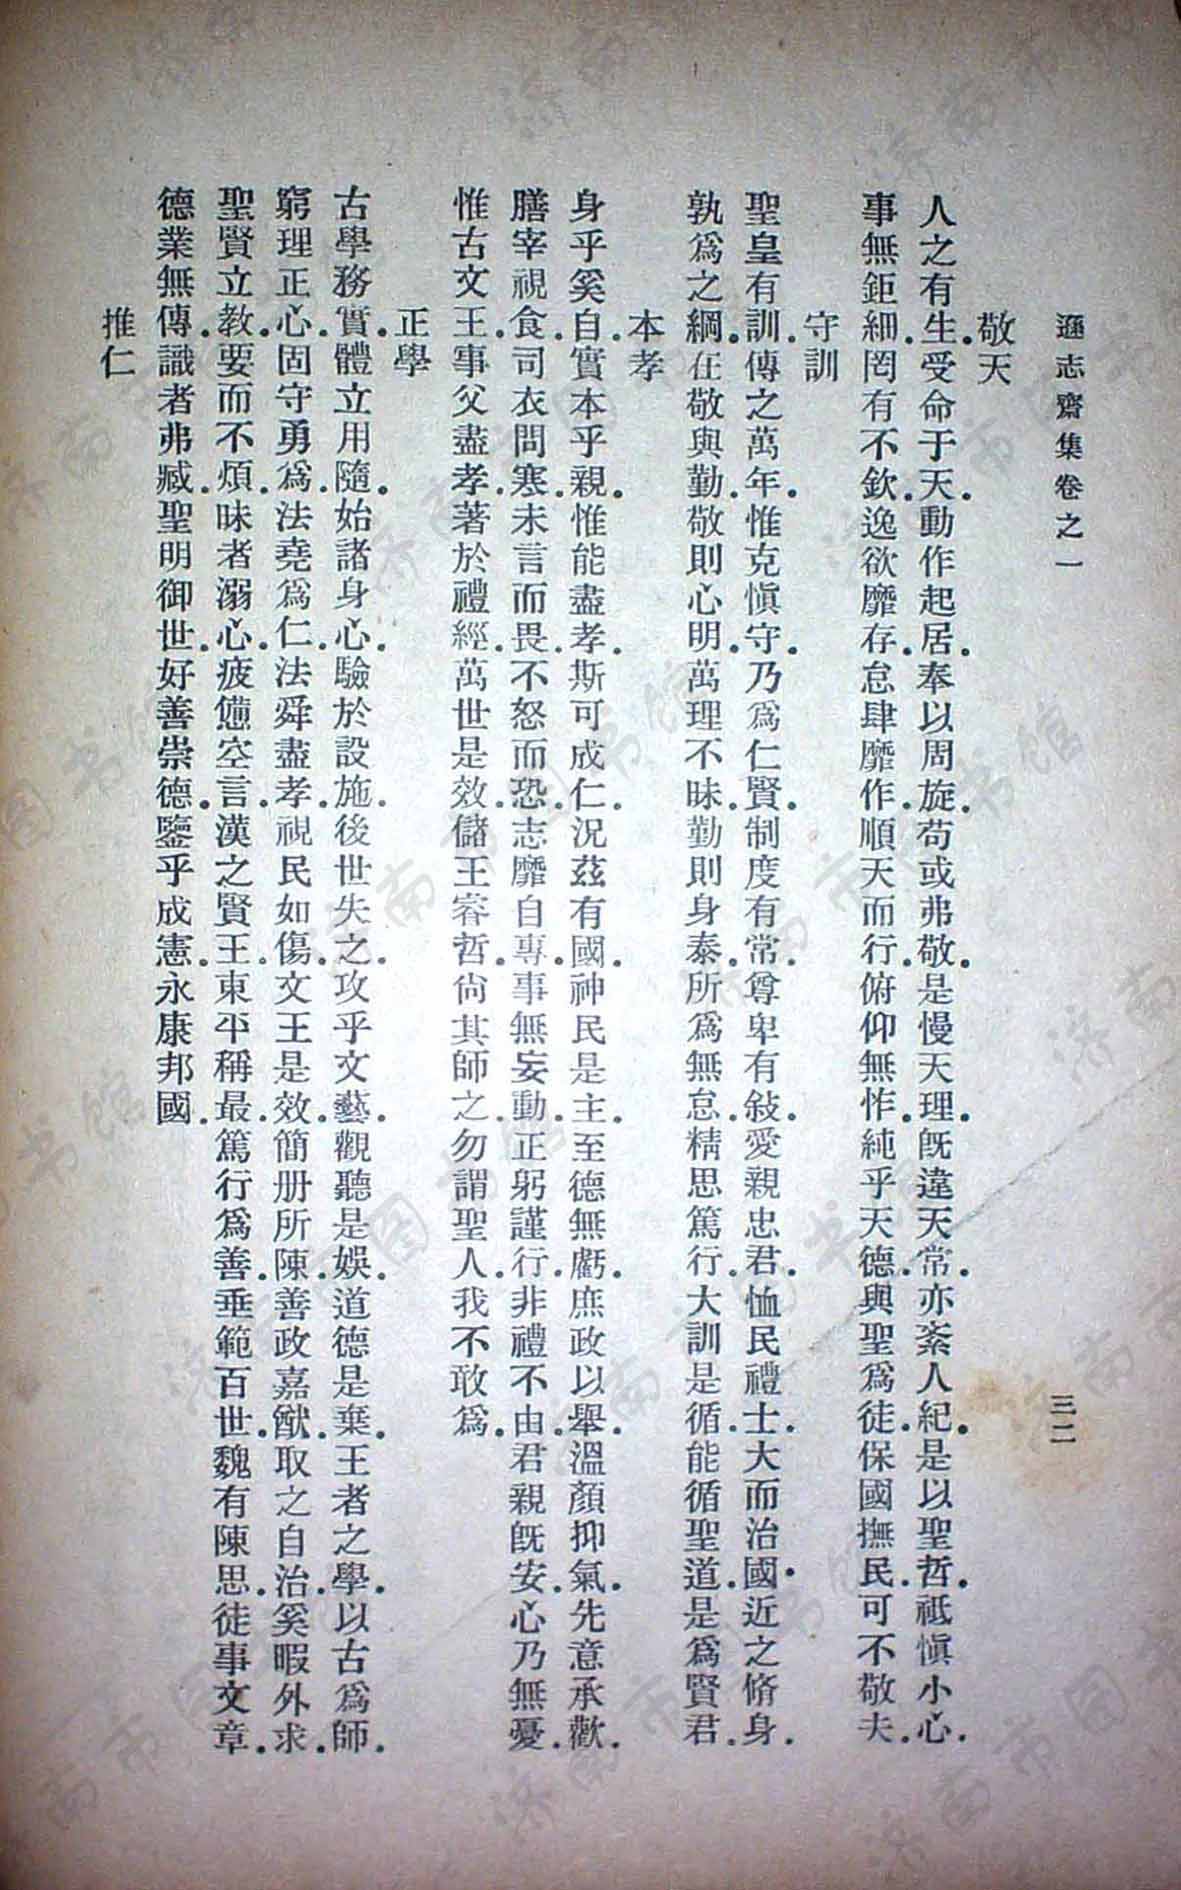 遜志齋集卷之一
三二
敬天
人之有生.受命于天.動作起居.奉以周旋.苟或弗敬.是慢天理.旣違天常.亦紊人紀.是以聖哲.祗愼小心.
事無鉅細.罔有不欽.逸欲靡存.怠肆靡作.順天而行.俯仰無怍.純乎天德.與聖爲徒.保國撫民.可不敬夫.
守訓
聖皇有訓.傳之萬年.惟克愼守.乃爲仁賢.制度有常.尊卑有敍.愛親忠君.恤民禮士.大而治國.近之脩身.
孰爲之綱.在敬與勤.敬則心明.萬理不昧.勤則身泰.所爲無怠.精思篤行.大訓是循.能循聖道.是爲賢君.
本孝
身乎奚自.實本乎親.惟能盡孝.斯可成仁.況茲有國.神民是主.至德無虧.庶政以舉.溫顏抑氣.先意承歡.
膳宰視食.司衣問寒.未言而畏.不怒而恐.志靡自專.事無妄動.正躬謹行.非禮不由.君親旣安.心乃無憂.
惟古文王.事父盡孝.著於禮經.萬世是效.儲王睿哲.尙其師之.勿謂聖人.我不敢爲.
正學
古學務實.體立用隨.始諸身心.驗於設施.後世失之.攻乎文藝.觀聽是娛.道德是棄.王者之學.以古爲師.
窮理正心.固守勇爲.法堯爲仁.法舜盡孝.視民如傷.文王是效.簡册所陳.善政嘉猷.取之自治.奚暇外求.
聖賢立教.要而不煩.昧者溺心.疲憊空言.漢之賢王.東平稱最.篤行爲善.垂範百世.魏有陳思.徒事文章.
德業無傳.識者弗臧.聖明御世.好善崇德.鑒乎成憲.永康邦國.
推仁